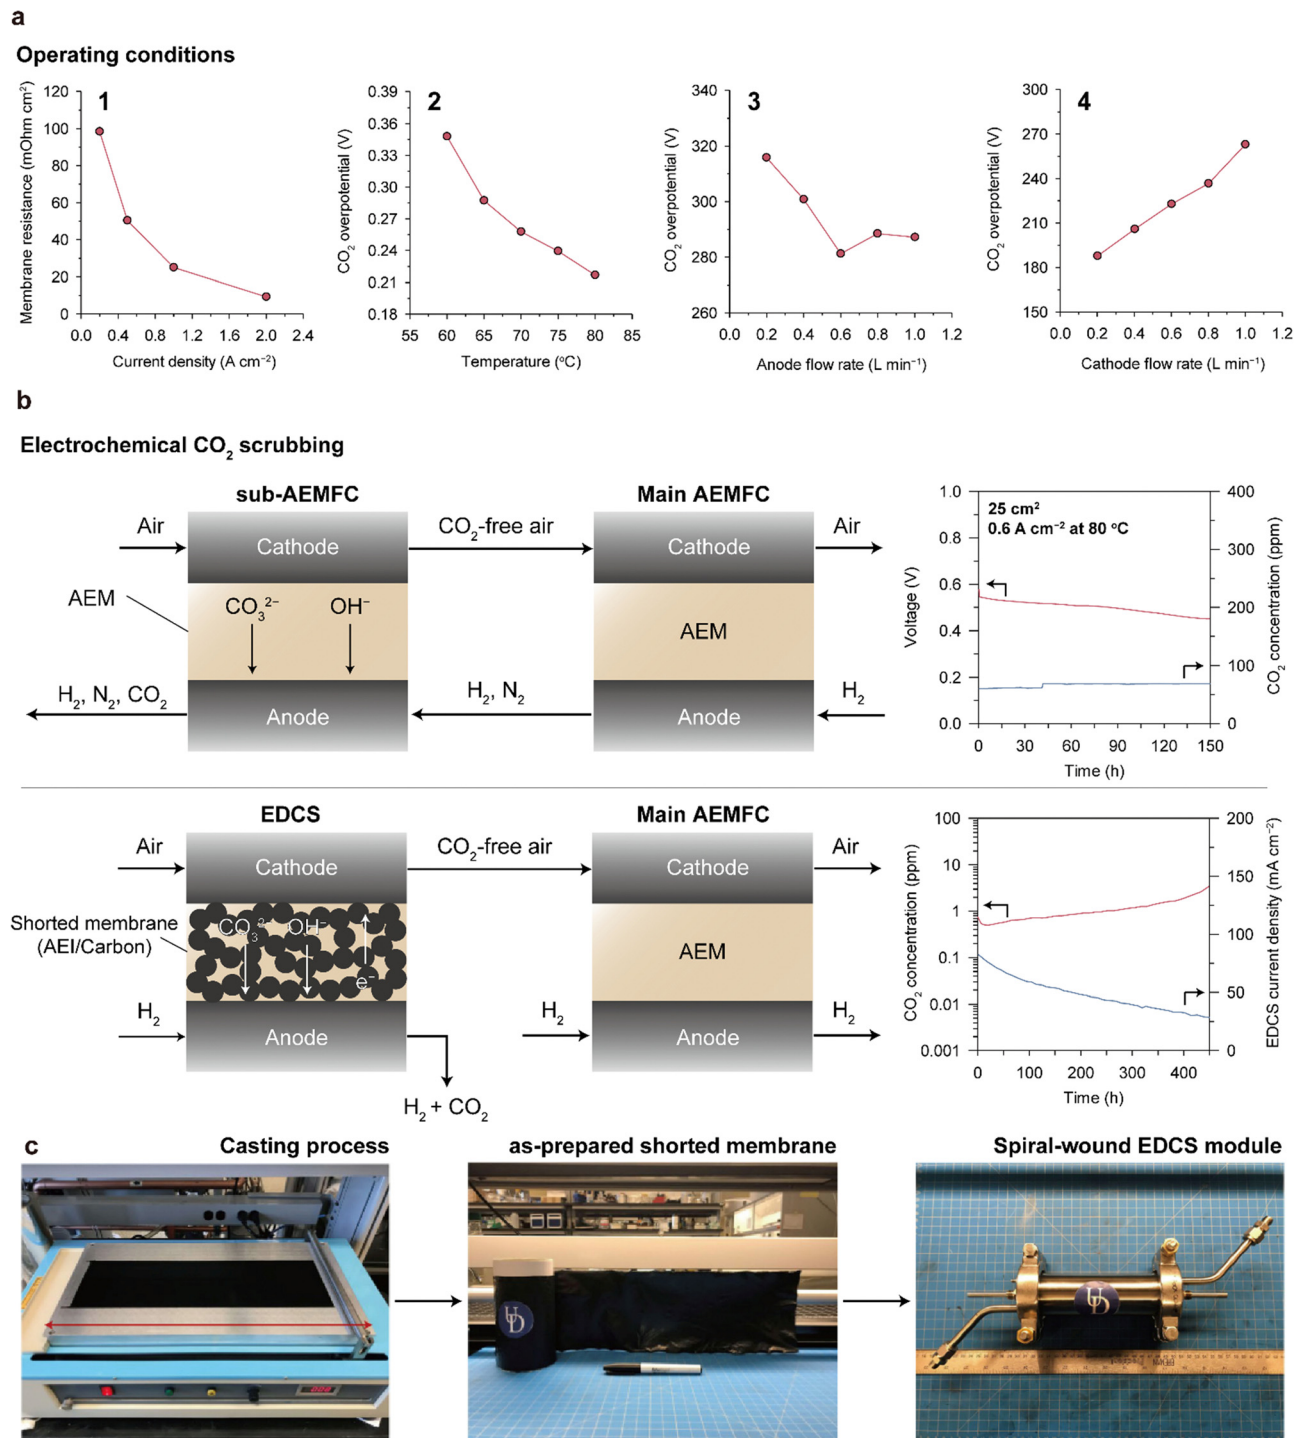 a
Operating conditions
1
Membrane resistance (mOhm cm²)
120
100
80
60
40
20
0
0.0 0.4 0.8 1.2 1.6 2.0 2.4
Current density (A cm⁻²)
2
CO₂ overpotential (V)
0.39
0.36
0.33
0.30
0.27
0.24
0.21
0.18
55 60 65 70 75 80 85
Temperature (°C)
3
CO₂ overpotential (V)
340
320
300
280
260
0.0 0.2 0.4 0.6 0.8 1.0 1.2
Anode flow rate (L min⁻¹)
4
CO₂ overpotential (V)
300
270
240
210
180
150
0.0 0.2 0.4 0.6 0.8 1.0 1.2
Cathode flow rate (L min⁻¹)
b
Electrochemical CO₂ scrubbing
sub-AEMFC
Main AEMFC
Air
Cathode
CO₂-free air
Cathode
Air
AEM
CO₃²⁻
OH⁻
AEM
H₂, N₂, CO₂
Anode
H₂, N₂
Anode
H₂
25 cm²
0.6 A cm⁻² at 80 °C
Voltage (V)
1.0
0.8
0.6
0.4
0.2
0.0
0 30 60 90 120 150
Time (h)
400
300
200
100
0
CO₂ concentration (ppm)
EDCS
Main AEMFC
Air
Cathode
CO₂-free air
Cathode
Air
Shorted membrane
(AEI/Carbon)
CO₃²⁻
OH⁻
e⁻
AEM
H₂
Anode
H₂
Anode
H₂
H₂ + CO₂
CO₂ concentration (ppm)
100
10
1
0.1
0.01
0.001
0 100 200 300 400
Time (h)
200
150
100
50
0
EDCS current density (mA cm⁻²)
c
Casting process
as-prepared shorted membrane
Spiral-wound EDCS module
UD
UD